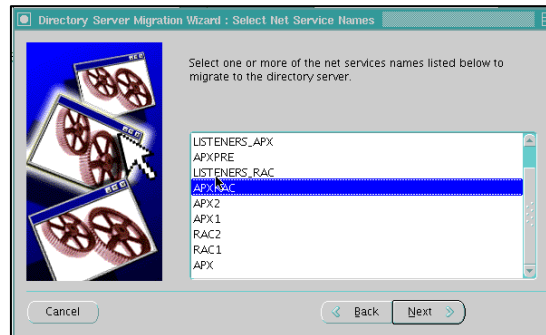 Directory Server Migration Wizard : Select Net Service Names
Select one or more of the net services names listed below to
migrate to the directory server.
LISTENERS_APX
APXPRE
LISTENERS_RAC
APXRAC
APX2
APX1
RAC2
RAC1
APX
Cancel
Back
Next